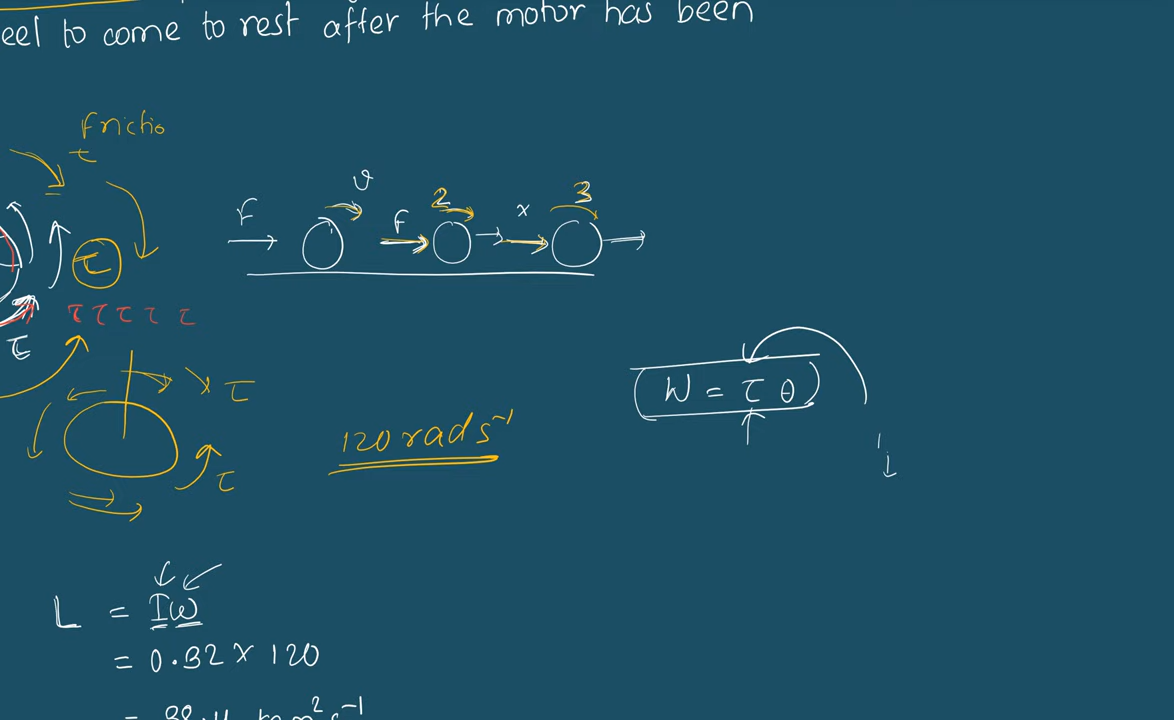 eel to come to rest after the motor has been
Frictio
τ
F v F 2 x 3
τ
τ τ τ τ τ
τ
τ
τ
W = τ θ
120 rad s⁻¹
L = Iω
= 0.32 × 120